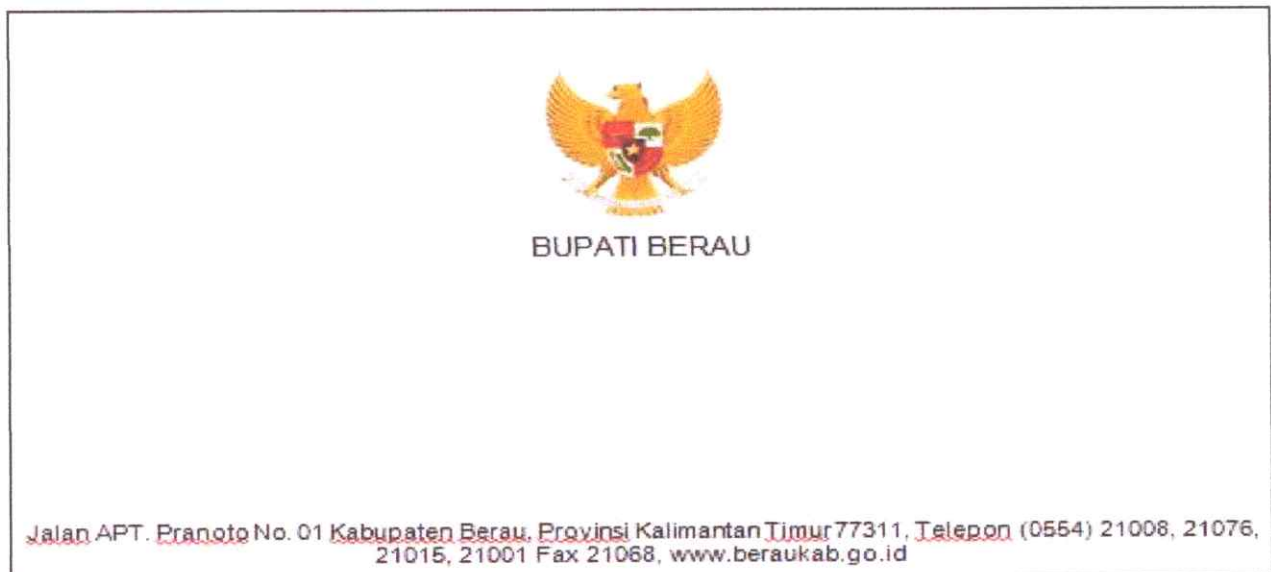 BUPATI BERAU
Jalan APT. Pranoto No. 01 Kabupaten Berau, Provinsi Kalimantan Timur 77311, Telepon (0554) 21008, 21076,
21015, 21001 Fax 21068, www.beraukab.go.id